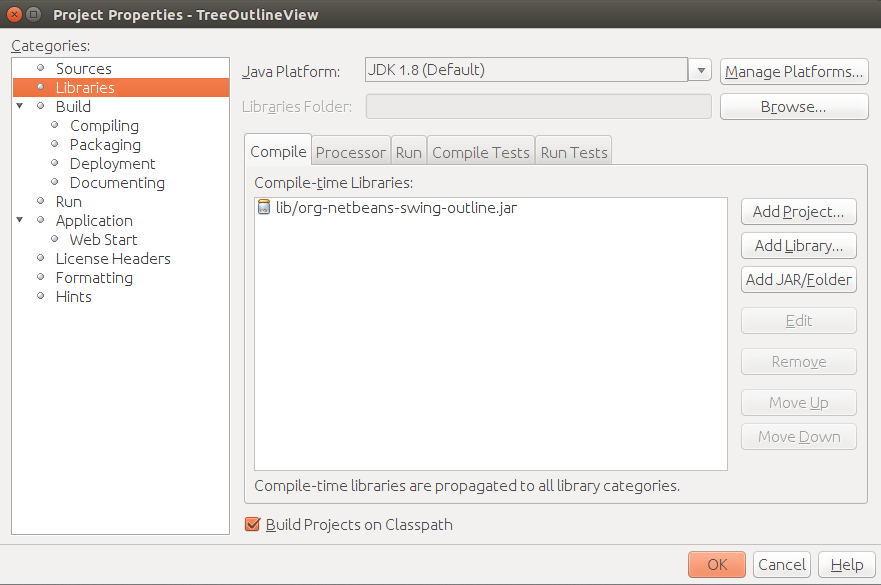 Project Properties - TreeOutlineView
Categories:
Sources
Libraries
Build
Compiling
Packaging
Deployment
Documenting
Run
Application
Web Start
License Headers
Formatting
Hints
Java Platform: JDK 1.8 (Default) Manage Platforms...
Libraries Folder: Browse...
Compile Processor Run Compile Tests Run Tests
Compile-time Libraries:
lib/org-netbeans-swing-outline.jar
Add Project...
Add Library...
Add JAR/Folder
Edit
Remove
Move Up
Move Down
Compile-time libraries are propagated to all library categories.
Build Projects on Classpath
OK Cancel Help